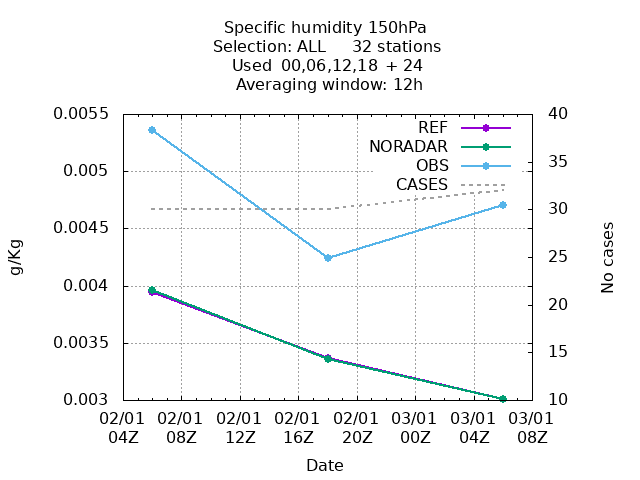 Specific humidity 150hPa
Selection: ALL 32 stations
Used 00,06,12,18 + 24
Averaging window: 12h
0.0055
0.005
0.0045
0.004
0.0035
0.003
g/Kg
40
35
30
25
20
15
10
No cases
REF
NORADAR
OBS
CASES
02/01 02/01 02/01 02/01 02/01 03/01 03/01 03/01
04Z 08Z 12Z 16Z 20Z 00Z 04Z 08Z
Date